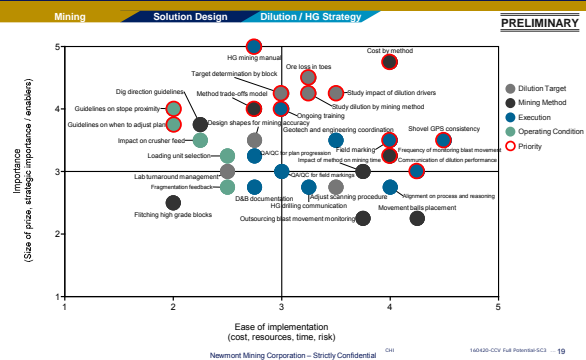 Mining
Solution Design
Dilution / HG Strategy
PRELIMINARY
Importance
(Size of prize, strategic importance / enablers)
5
4
3
2
1
HG mining manual
Cost by method
Ore loss in toes
Target determination by block
Dig direction guidelines
Method trade-offs model
Study impact of dilution drivers
Guidelines on stope proximity
Study dilution by mining method
Ongoing training
Guidelines on when to adjust plan
Design shapes for mining accuracy
Geotech and engineering coordination
Shovel GPS consistency
Impact on crusher feed
Field marking
Frequency of monitoring blast movement
Loading unit selection
QA/QC for plan progression
Impact of method on mining time
Communication of dilution performance
Lab turnaround management
QA/QC for field markings
Fragmentation feedback
D&B documentation
Adjust scanning procedure
Alignment on process and reasoning
HG drilling communication
Flitching high grade blocks
Outsourcing blast movement monitoring
Movement balls placement
Dilution Target
Mining Method
Execution
Operating Condition
Priority
1
2
3
4
5
Ease of implementation
(cost, resources, time, risk)
Newmont Mining Corporation – Strictly Confidential
CHI
160420-CCV Full Potential-SC3
19